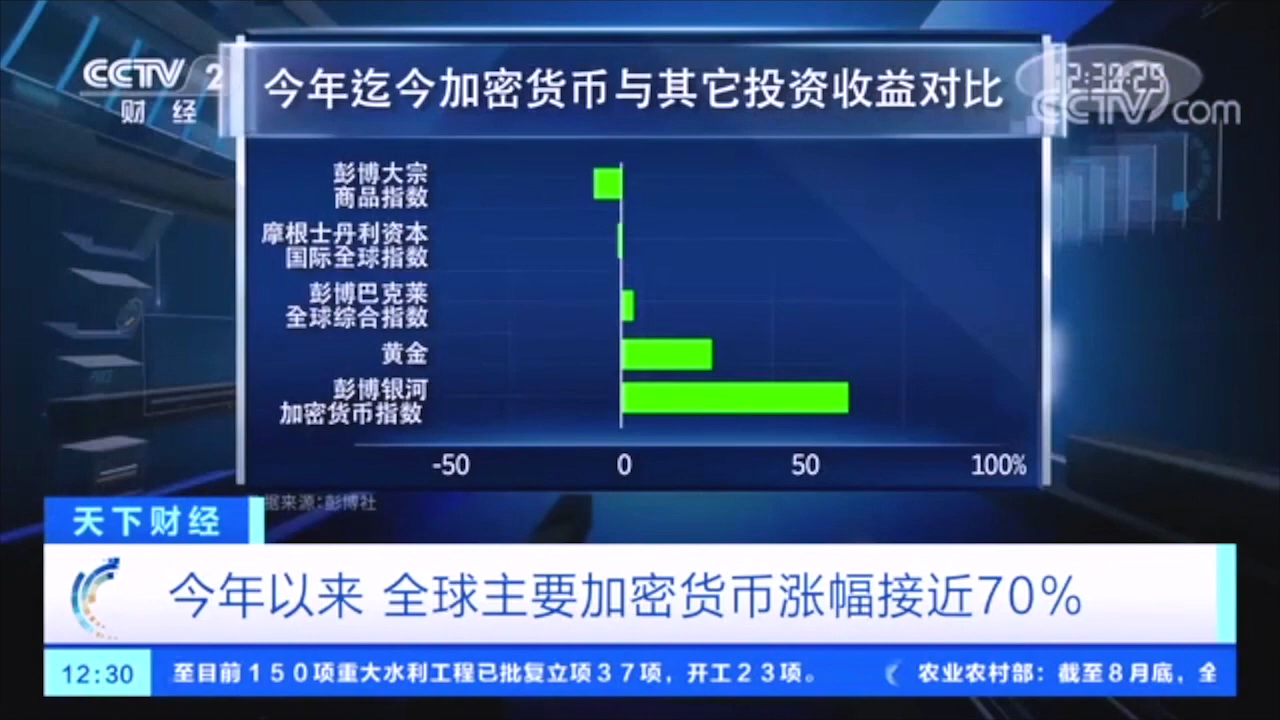 CCTV 2
财 经
今年迄今加密货币与其它投资收益对比
12:30:29
CCTV.com
彭博大宗
商品指数
摩根士丹利资本
国际全球指数
彭博巴克莱
全球综合指数
黄金
彭博银河
加密货币指数
-50 0 50 100%
据来源:彭博社
天下财经
今年以来 全球主要加密货币涨幅接近70%
12:30
至目前150项重大水利工程已批复立项37项，开工23项。
农业农村部：截至8月底，全